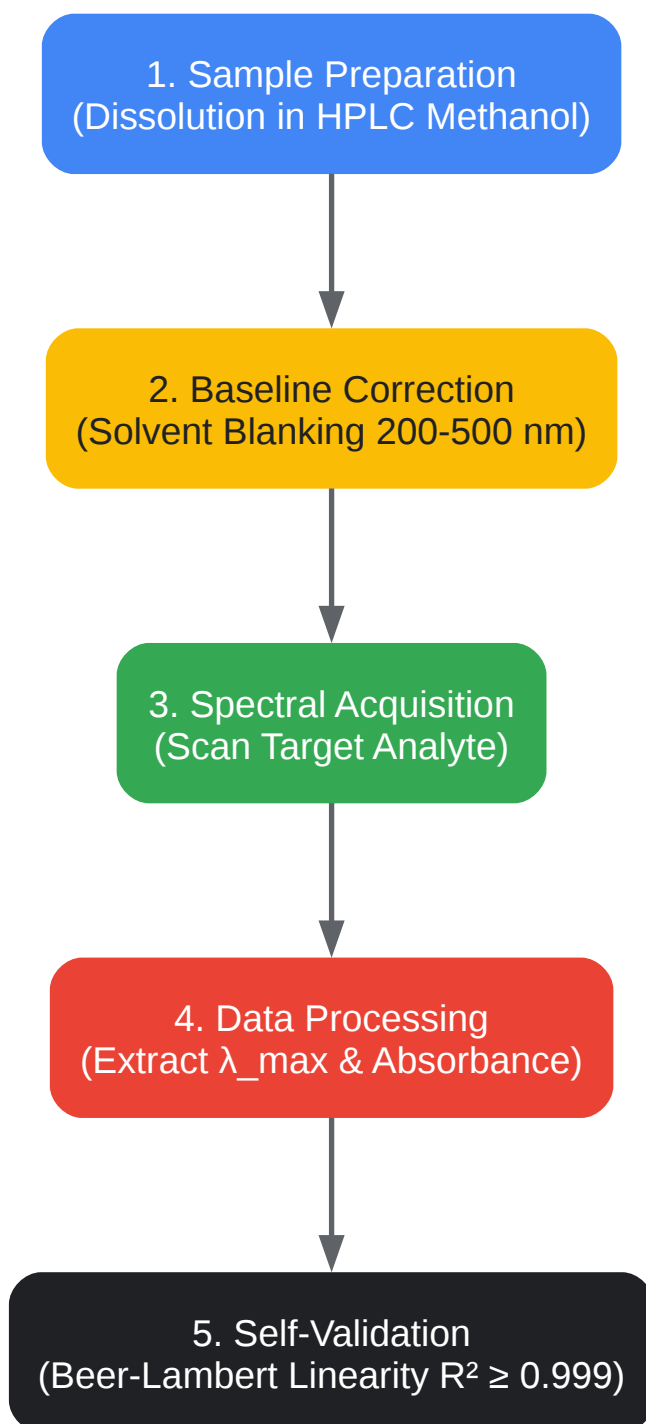 1. Sample Preparation
(Dissolution in HPLC Methanol)
2. Baseline Correction
(Solvent Blanking 200-500 nm)
3. Spectral Acquisition
(Scan Target Analyte)
4. Data Processing
(Extract λ_max & Absorbance)
5. Self-Validation
(Beer-Lambert Linearity R² ≥ 0.999)